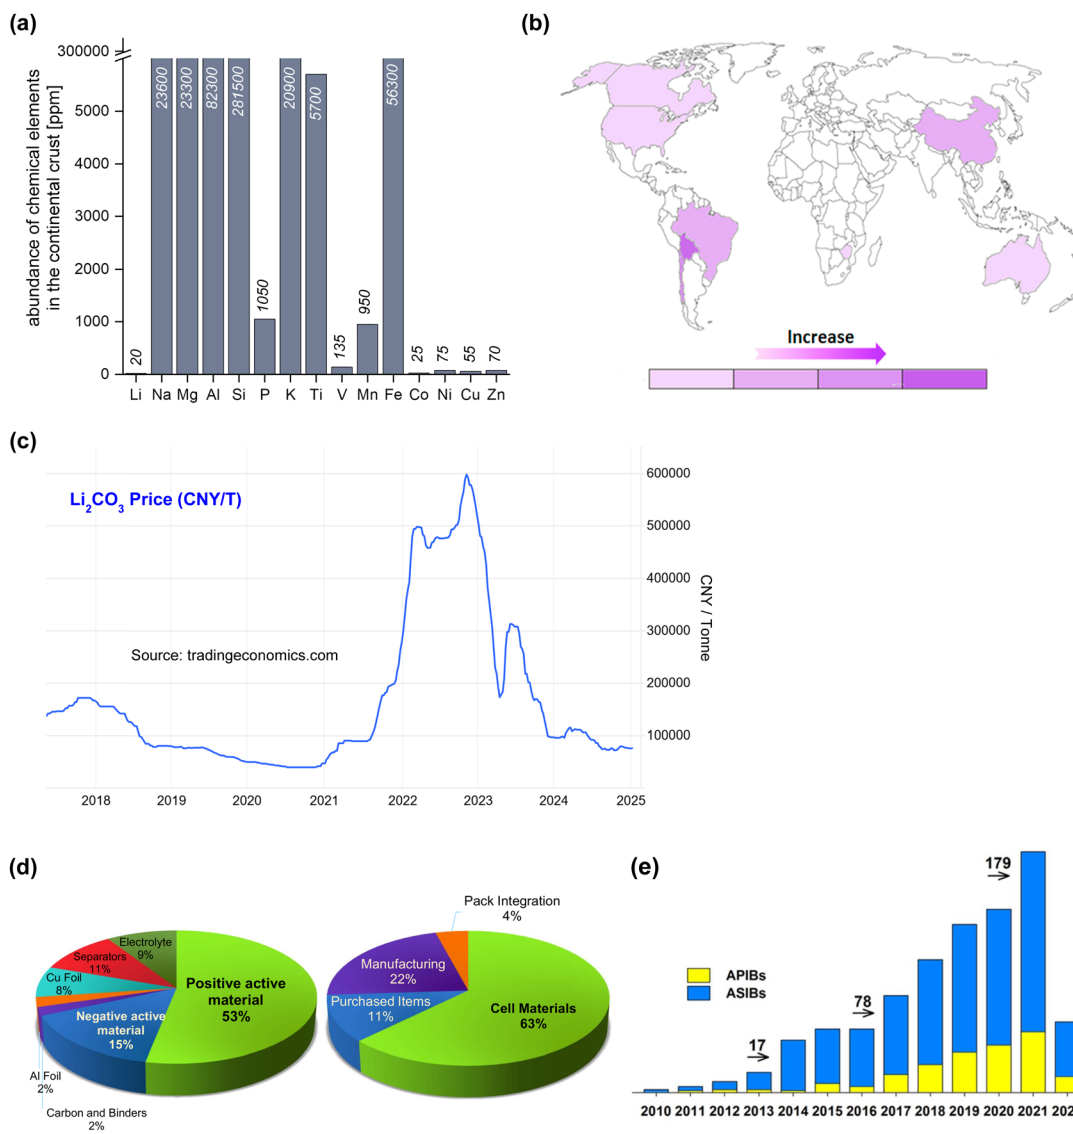 (a)
300000
5000
4000
3000
2000
1000
0
abundance of chemical elements
in the continental crust [ppm]
20
23600
23300
82300
281500
1050
20900
5700
135
950
56300
25
75
55
70
Li Na Mg Al Si P K Ti V Mn Fe Co Ni Cu Zn
(b)
Increase
(c)
Li2CO3 Price (CNY/T)
Source: tradingeconomics.com
600000
500000
400000
300000
200000
100000
CNY / Tonne
2018 2019 2020 2021 2022 2023 2024 2025
(d)
Electrolyte
9%
Separators
11%
Cu Foil
8%
Positive active
material
53%
Negative active
material
15%
Al Foil
2%
Carbon and Binders
2%
Pack Integration
4%
Manufacturing
22%
Purchased Items
11%
Cell Materials
63%
(e)
179
78
17
APIBs
ASIBs
2010 2011 2012 2013 2014 2015 2016 2017 2018 2019 2020 2021 202